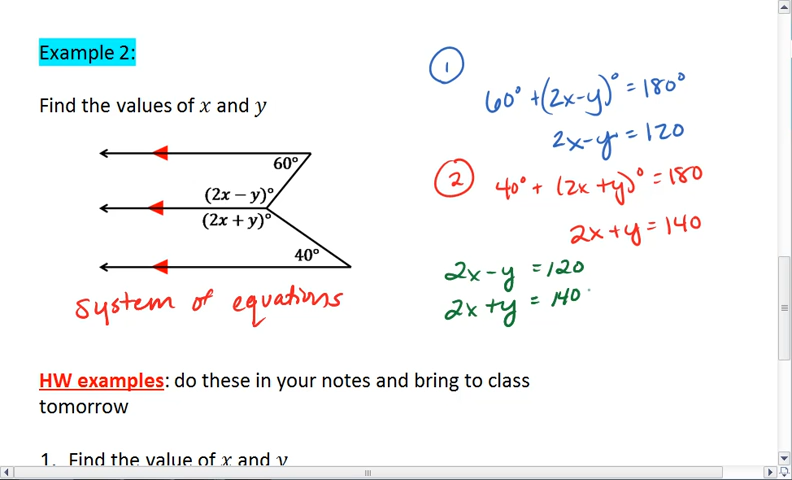 Example 2:
Find the values of x and y
60°
(2x − y)°
(2x + y)°
40°
System of equations
1
60° + (2x-y)° = 180°
2x-y = 120
2
40° + (2x+y)° = 180
2x+y = 140
2x-y = 120
2x+y = 140
HW examples: do these in your notes and bring to class
tomorrow
1. Find the value of x and y